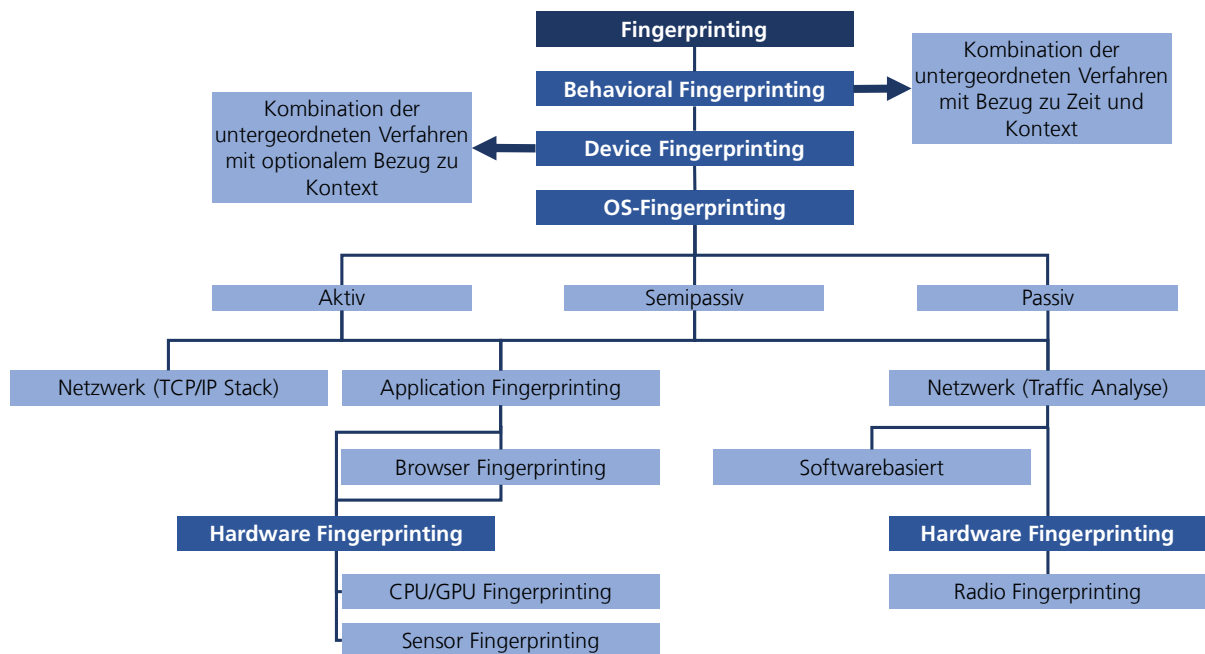 Fingerprinting
Behavioral Fingerprinting
Kombination der
untergeordneten Verfahren
mit Bezug zu Zeit und
Kontext
Kombination der
untergeordneten Verfahren
mit optionalem Bezug zu
Kontext
Device Fingerprinting
OS-Fingerprinting
Aktiv
Semipassiv
Passiv
Netzwerk (TCP/IP Stack)
Application Fingerprinting
Netzwerk (Traffic Analyse)
Browser Fingerprinting
Softwarebasiert
Hardware Fingerprinting
Hardware Fingerprinting
CPU/GPU Fingerprinting
Radio Fingerprinting
Sensor Fingerprinting